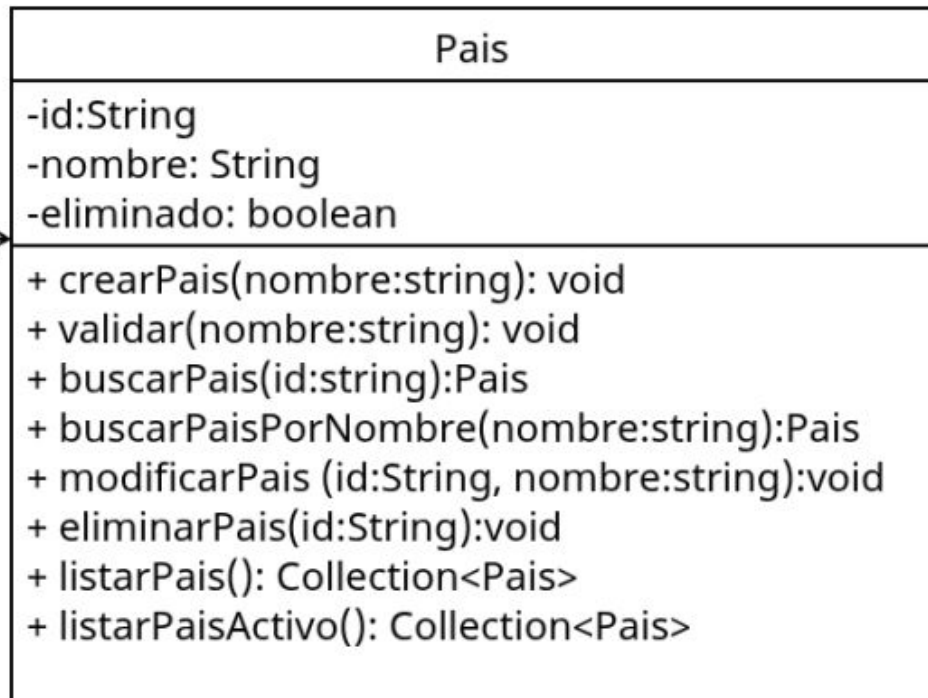 Pais
-id:String
-nombre: String
-eliminado: boolean
+ crearPais(nombre:string): void
+ validar(nombre:string): void
+ buscarPais(id:string):Pais
+ buscarPaisPorNombre(nombre:string):Pais
+ modificarPais (id:String, nombre:string):void
+ eliminarPais(id:String):void
+ listarPais(): Collection<Pais>
+ listarPaisActivo(): Collection<Pais>